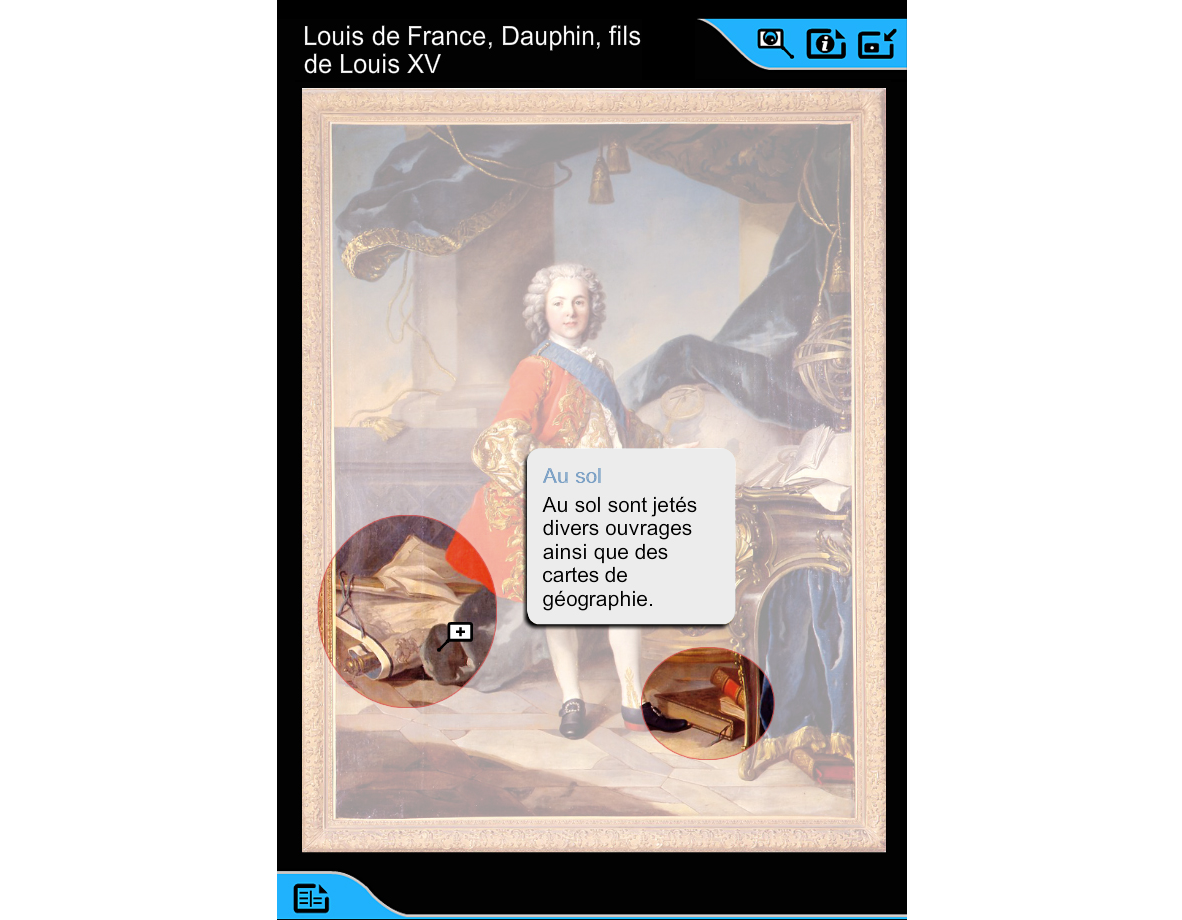 Louis de France, Dauphin, fils
de Louis XV
Au sol
Au sol sont jetés
divers ouvrages
ainsi que des
cartes de
géographie.